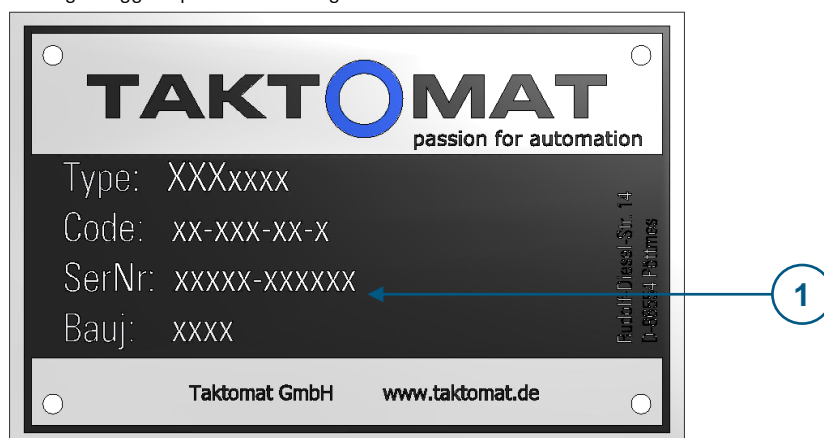 TAKTOMAT
passion for automation
Type: XXXxxxx
Code: xx-xxx-xx-x
SerNr: xxxxx-xxxxxx
Bauj: xxxx
Rudolf-Diesel-Str. 14
Pöttmes
1
Taktomat GmbH www.taktomat.de